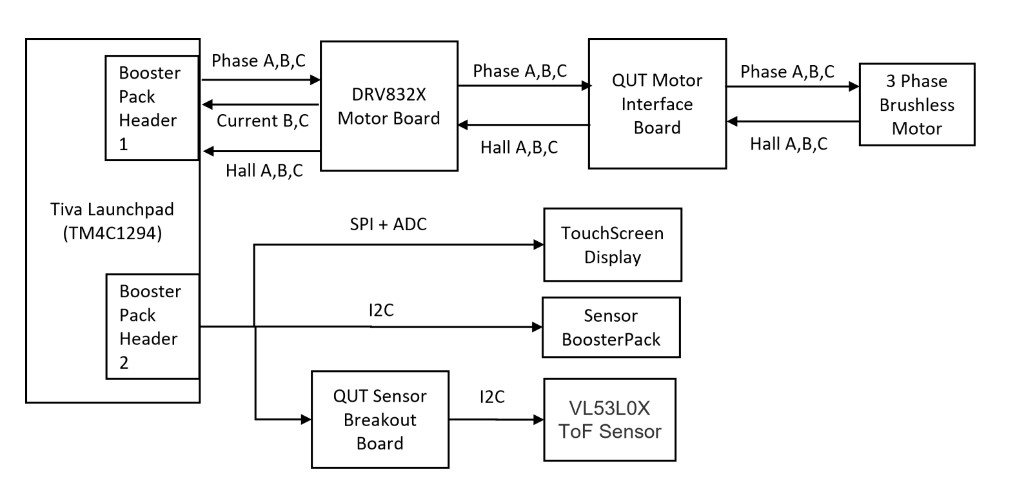 Booster
Pack
Header
1
Phase A,B,C
Current B,C
Hall A,B,C
DRV832X
Motor Board
Phase A,B,C
Hall A,B,C
QUT Motor
Interface
Board
Phase A,B,C
Hall A,B,C
3 Phase
Brushless
Motor
Tiva Launchpad
(TM4C1294)
Booster
Pack
Header
2
SPI + ADC
TouchScreen
Display
I2C
Sensor
BoosterPack
QUT Sensor
Breakout
Board
I2C
VL53L0X
ToF Sensor